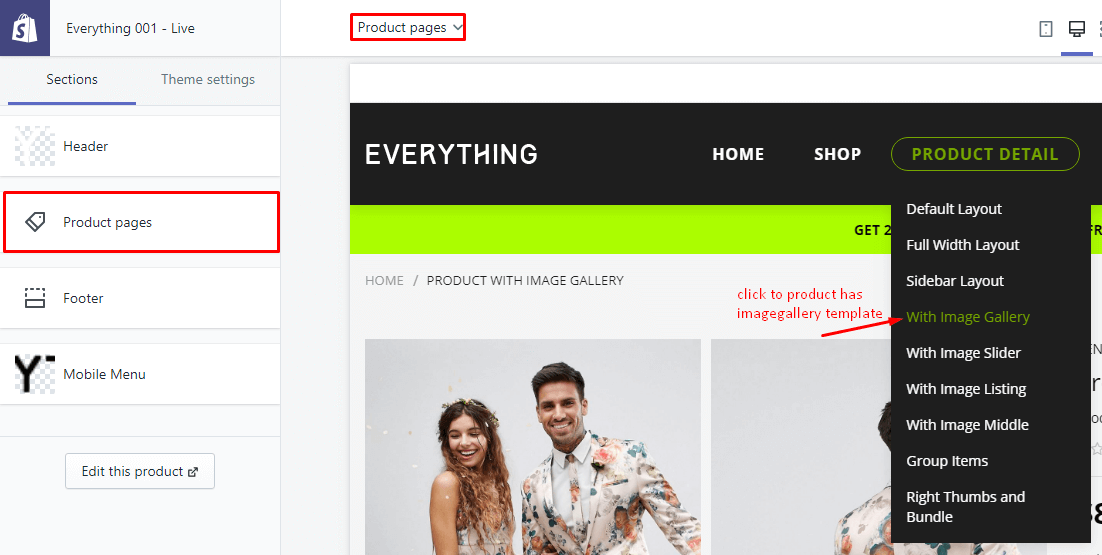 Everything 001 - Live
Product pages
Sections
Theme settings
Header
Product pages
Footer
Mobile Menu
Edit this product
EVERYTHING
HOME
SHOP
PRODUCT DETAIL
GET 2
FR
HOME / PRODUCT WITH IMAGE GALLERY
click to product has
imagegallery template
Default Layout
Full Width Layout
Sidebar Layout
With Image Gallery
With Image Slider
With Image Listing
With Image Middle
Group Items
Right Thumbs and
Bundle